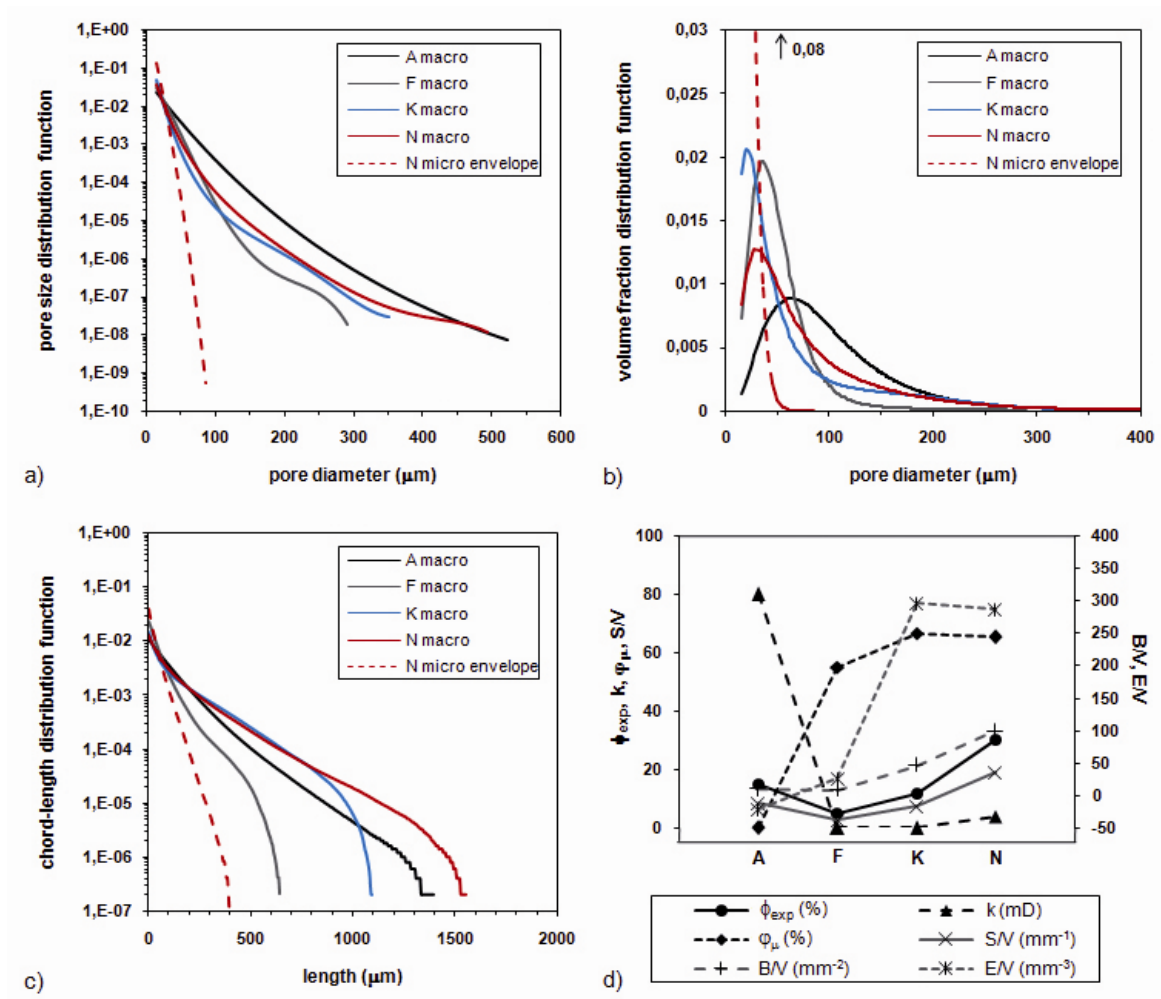 pore size distribution function
1,E+00
1,E-01
1,E-02
1,E-03
1,E-04
1,E-05
1,E-06
1,E-07
1,E-08
1,E-09
1,E-10
A macro
F macro
K macro
N macro
N micro envelope
0 100 200 300 400 500 600
pore diameter (μm)
a)
volume fraction distribution function
0,03
0,025
0,02
0,015
0,01
0,005
0
0,08
A macro
F macro
K macro
N macro
N micro envelope
0 100 200 300 400
pore diameter (μm)
b)
chord-length distribution function
1,E+00
1,E-01
1,E-02
1,E-03
1,E-04
1,E-05
1,E-06
1,E-07
A macro
F macro
K macro
N macro
N micro envelope
0 500 1000 1500 2000
length (μm)
c)
ϕexp, k, φμ, S/V
100
80
60
40
20
0
400
350
300
250
200
150
100
50
0
-50
B/V, E/V
A F K N
ϕexp (%) k (mD)
φμ (%) S/V (mm-1)
B/V (mm-2) E/V (mm-3)
d)